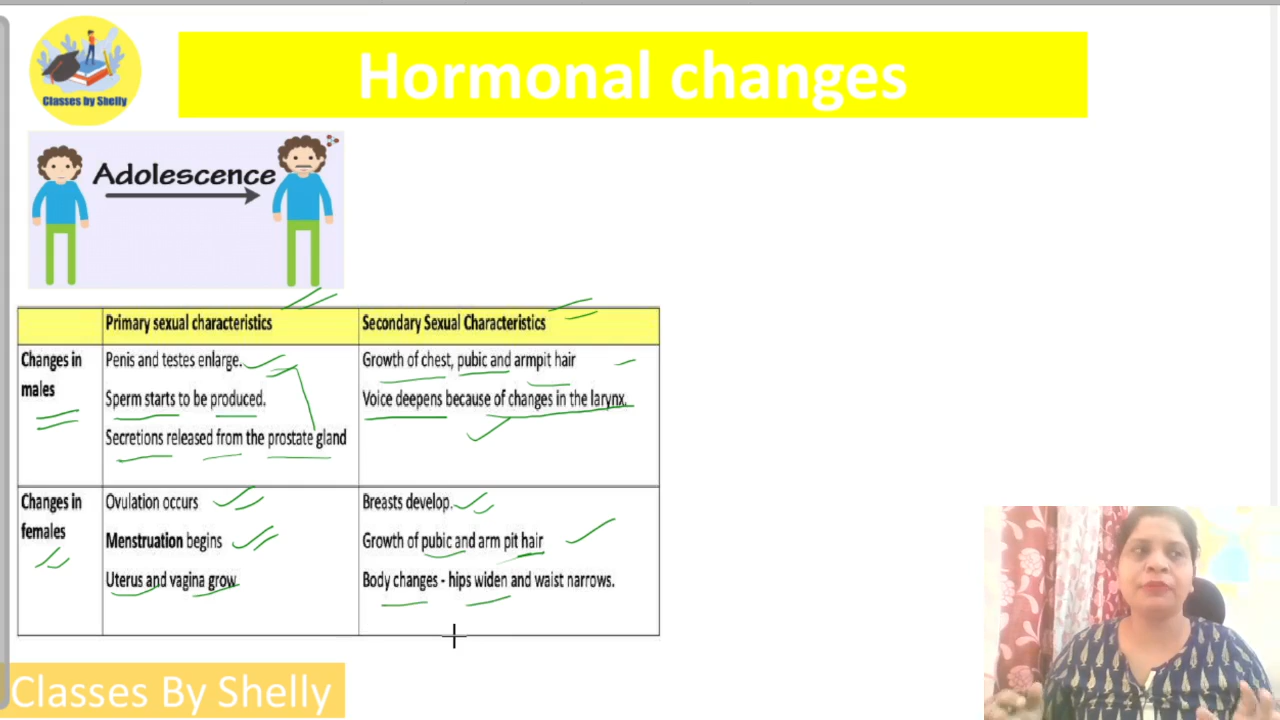 Classes by Shelly
Hormonal changes
Adolescence
Primary sexual characteristics
Secondary Sexual Characteristics
Changes in
males
Penis and testes enlarge.
Sperm starts to be produced.
Secretions released from the prostate gland
Growth of chest, pubic and armpit hair
Voice deepens because of changes in the larynx.
Changes in
females
Ovulation occurs
Menstruation begins
Uterus and vagina grow
Breasts develop.
Growth of pubic and arm pit hair
Body changes - hips widen and waist narrows.
Classes By Shelly